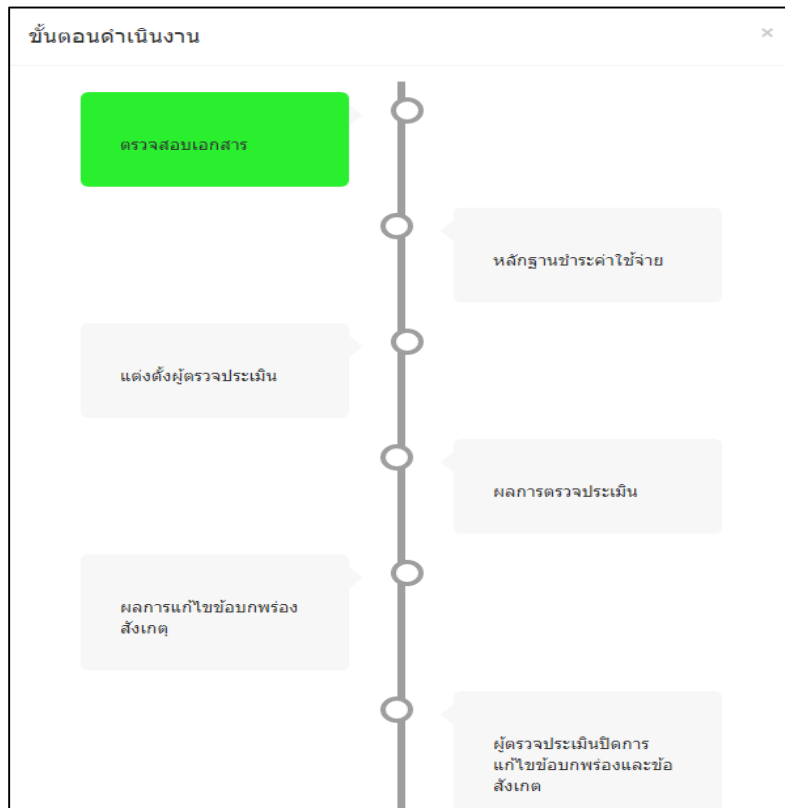 ขั้นตอนดำเนินงาน
×
ตรวจสอบเอกสาร
หลักฐานชำระค่าใช้จ่าย
แต่งตั้งผู้ตรวจประเมิน
ผลการตรวจประเมิน
ผลการแก้ไขข้อบกพร่อง
สังเกตุ
ผู้ตรวจประเมินปิดการ
แก้ไขข้อบกพร่องและข้อ
สังเกต